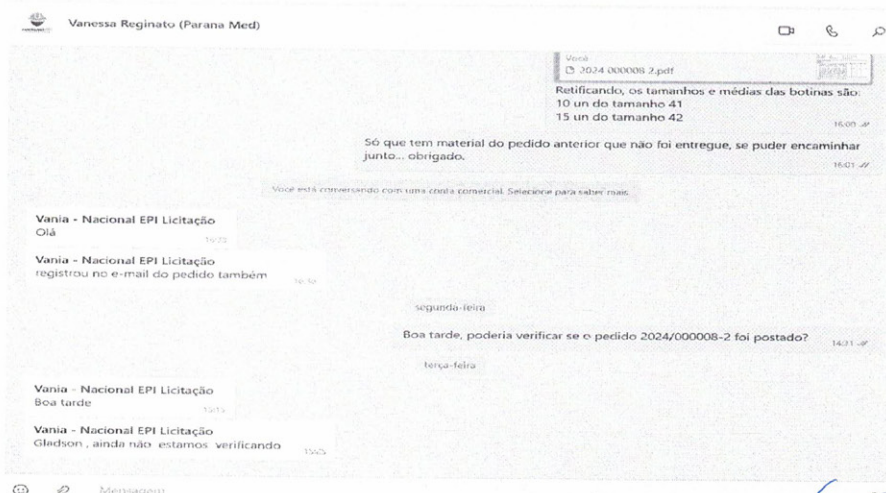 Vanessa Reginato (Parana Med)
Você
2024 000008 2.pdf
Retificando, os tamanhos e médias das botinas são:
10 un do tamanho 41
15 un do tamanho 42
16:00
Só que tem material do pedido anterior que não foi entregue, se puder encaminhar
junto... obrigado.
16:01
Você está conversando com uma conta comercial. Selecione para saber mais.
Vania - Nacional EPI Licitação
Olá
Vania - Nacional EPI Licitação
registrou no e-mail do pedido também
segunda-feira
Boa tarde, poderia verificar se o pedido 2024/000008-2 foi postado?
14:21
terça-feira
Vania - Nacional EPI Licitação
Boa tarde
Vania - Nacional EPI Licitação
Gladson , ainda não estamos verificando
Mensagem